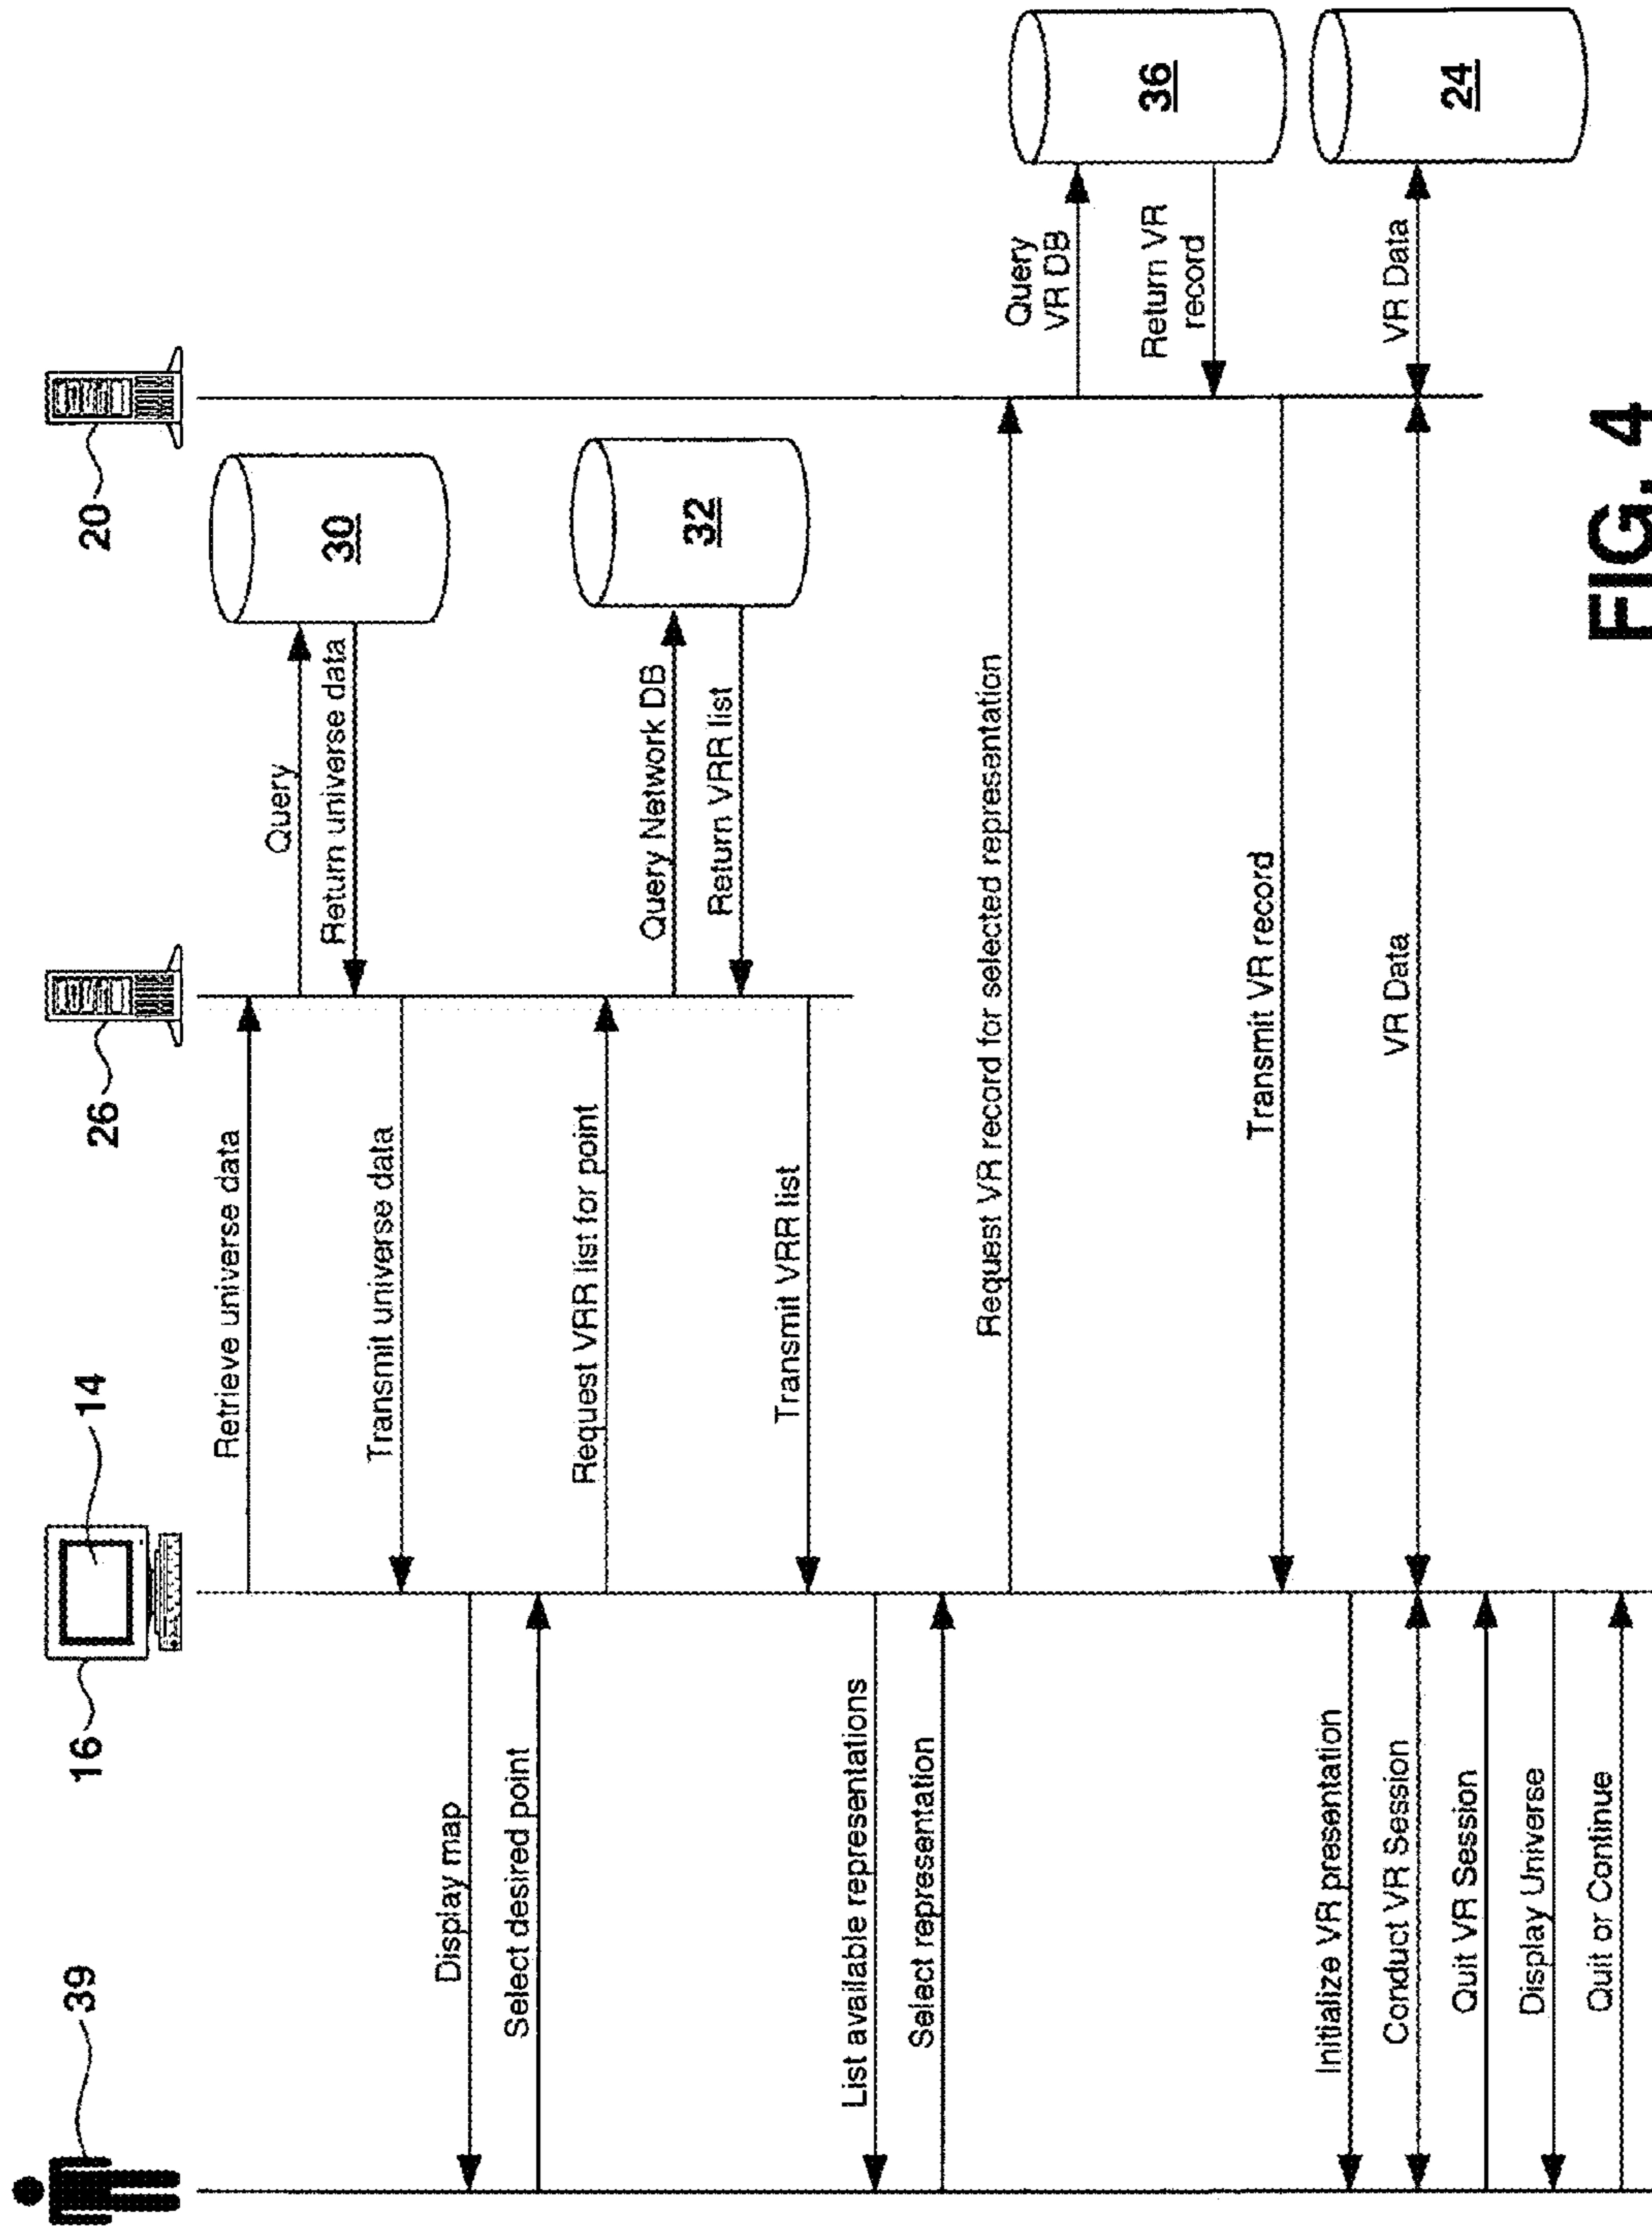 39
16
14
26
20
Retrieve universe data
Query
30
Return universe data
Transmit universe data
Display map
Select desired point
Request VRR list for point
Query Network DB
32
Return VRR list
Transmit VRR list
List available representations
Select representation
Request VR record for selected representation
Query
VR DB
36
Return VR
record
Transmit VR record
Initialize VR presentation
Conduct VR Session
VR Data
VR Data
24
Quit VR Session
Display Universe
Quit or Continue
FIG. 4